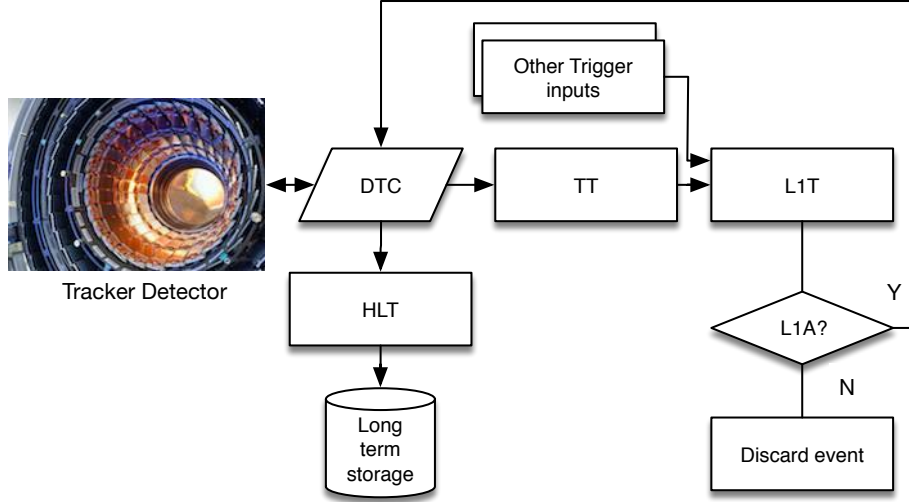 Other Trigger
inputs
DTC
TT
L1T
Tracker Detector
HLT
Y
L1A?
N
Long
term
storage
Discard event